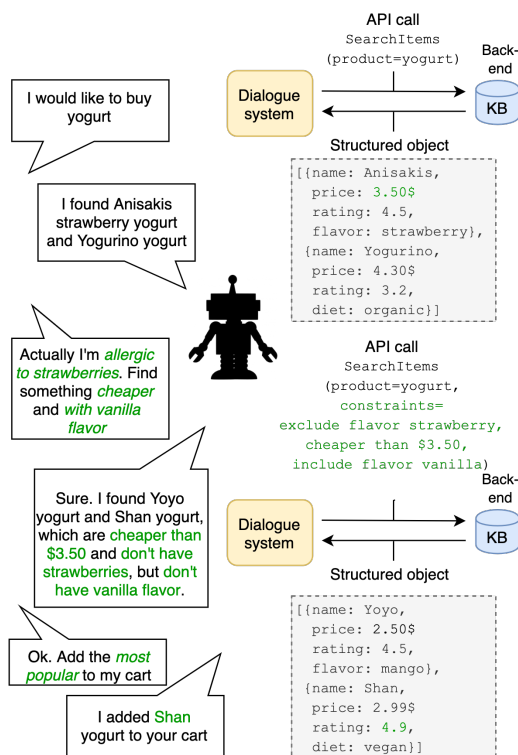 API call
SearchItems
(product=yogurt)
Back-
end
Dialogue
system
KB
I would like to buy
yogurt
Structured object
[{name: Anisakis,
price: 3.50$
rating: 4.5,
flavor: strawberry},
{name: Yogurino,
price: 4.30$
rating: 3.2,
diet: organic}]
I found Anisakis
strawberry yogurt
and Yogurino yogurt
Actually I'm allergic
to strawberries. Find
something cheaper
and with vanilla
flavor
API call
SearchItems
(product=yogurt,
constraints=
exclude flavor strawberry,
cheaper than $3.50,
include flavor vanilla)
Back-
end
Sure. I found Yoyo
yogurt and Shan yogurt,
which are cheaper than
$3.50 and don't have
strawberries, but don't
have vanilla flavor.
Dialogue
system
KB
Structured object
[{name: Yoyo,
price: 2.50$
rating: 4.5,
flavor: mango},
{name: Shan,
price: 2.99$
rating: 4.9,
diet: vegan}]
Ok. Add the most
popular to my cart
I added Shan
yogurt to your cart